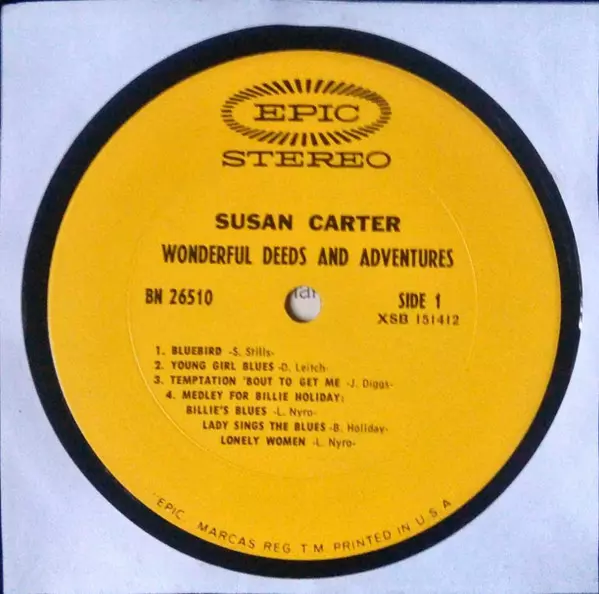 EPIC
STEREO
SUSAN CARTER
WONDERFUL DEEDS AND ADVENTURES
BN 26510
SIDE 1
XSB 151412
1. BLUEBIRD -S. Stills-
2. YOUNG GIRL BLUES -D. Leitch-
3. TEMPTATION 'BOUT TO GET ME -J. Diggs-
4. MEDLEY FOR BILLIE HOLIDAY:
BILLIE'S BLUES -L. Nyro-
LADY SINGS THE BLUES -B. Holiday-
LONELY WOMEN -L. Nyro-
"EPIC, MARCAS REG. T.M. PRINTED IN U.S.A.